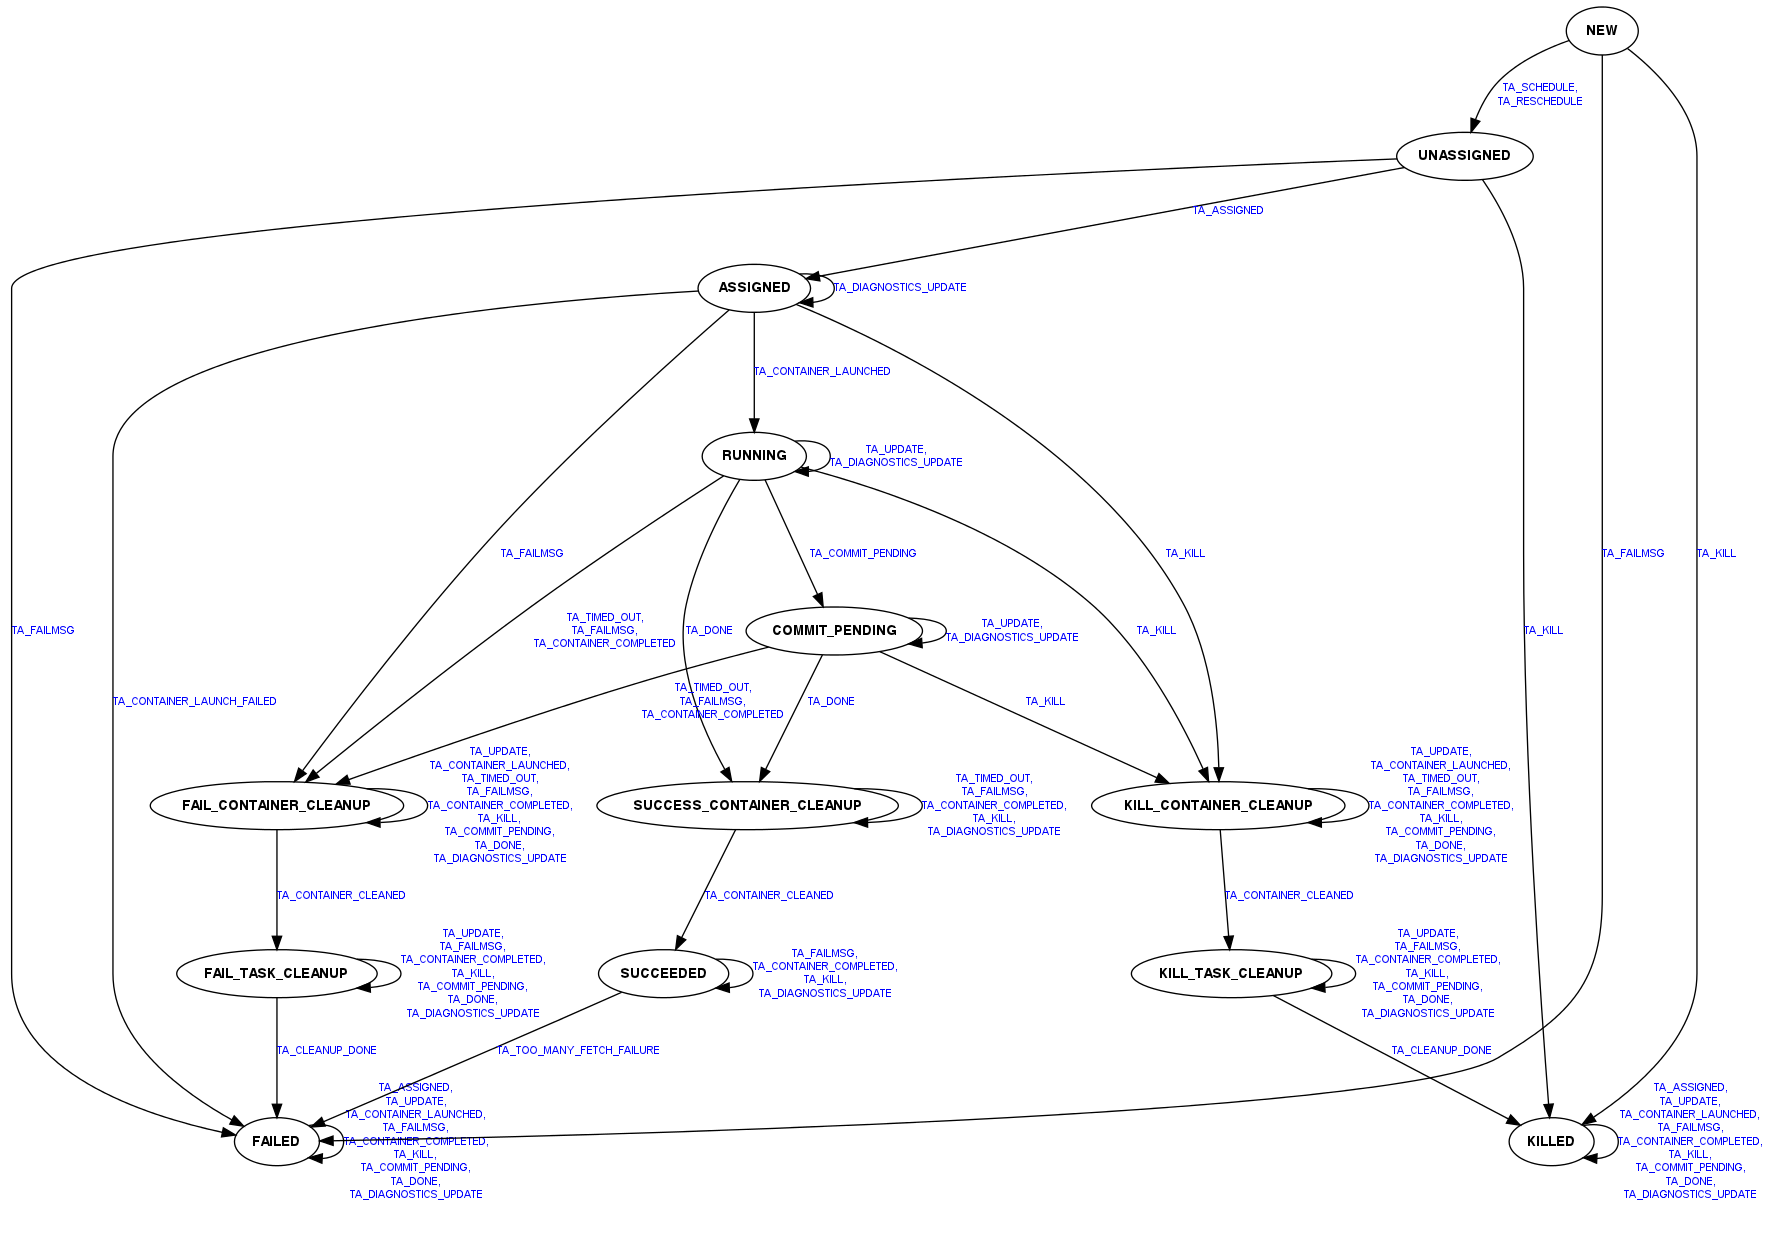 NEW
TA_SCHEDULE,
TA_RESCHEDULE
UNASSIGNED
TA_ASSIGNED
ASSIGNED
TA_DIAGNOSTICS_UPDATE
TA_CONTAINER_LAUNCHED
RUNNING
TA_UPDATE,
TA_DIAGNOSTICS_UPDATE
TA_FAILMSG
TA_COMMIT_PENDING
TA_KILL
TA_FAILMSG
TA_KILL
TA_FAILMSG
TA_TIMED_OUT,
TA_FAILMSG,
TA_CONTAINER_COMPLETED
TA_DONE
COMMIT_PENDING
TA_UPDATE,
TA_DIAGNOSTICS_UPDATE
TA_KILL
TA_KILL
TA_CONTAINER_LAUNCH_FAILED
TA_TIMED_OUT,
TA_FAILMSG,
TA_CONTAINER_COMPLETED
TA_DONE
TA_KILL
FAIL_CONTAINER_CLEANUP
TA_UPDATE,
TA_CONTAINER_LAUNCHED,
TA_TIMED_OUT,
TA_FAILMSG,
TA_CONTAINER_COMPLETED,
TA_KILL,
TA_COMMIT_PENDING,
TA_DONE,
TA_DIAGNOSTICS_UPDATE
SUCCESS_CONTAINER_CLEANUP
TA_TIMED_OUT,
TA_FAILMSG,
TA_CONTAINER_COMPLETED,
TA_KILL,
TA_DIAGNOSTICS_UPDATE
KILL_CONTAINER_CLEANUP
TA_UPDATE,
TA_CONTAINER_LAUNCHED,
TA_TIMED_OUT,
TA_FAILMSG,
TA_CONTAINER_COMPLETED,
TA_KILL,
TA_COMMIT_PENDING,
TA_DONE,
TA_DIAGNOSTICS_UPDATE
TA_CONTAINER_CLEANED
TA_CONTAINER_CLEANED
TA_CONTAINER_CLEANED
FAIL_TASK_CLEANUP
TA_UPDATE,
TA_FAILMSG,
TA_CONTAINER_COMPLETED,
TA_KILL,
TA_COMMIT_PENDING,
TA_DONE,
TA_DIAGNOSTICS_UPDATE
SUCCEEDED
TA_FAILMSG,
TA_CONTAINER_COMPLETED,
TA_KILL,
TA_DIAGNOSTICS_UPDATE
KILL_TASK_CLEANUP
TA_UPDATE,
TA_FAILMSG,
TA_CONTAINER_COMPLETED,
TA_KILL,
TA_COMMIT_PENDING,
TA_DONE,
TA_DIAGNOSTICS_UPDATE
TA_CLEANUP_DONE
TA_TOO_MANY_FETCH_FAILURE
TA_CLEANUP_DONE
FAILED
TA_ASSIGNED,
TA_UPDATE,
TA_CONTAINER_LAUNCHED,
TA_FAILMSG,
TA_CONTAINER_COMPLETED,
TA_KILL,
TA_COMMIT_PENDING,
TA_DONE,
TA_DIAGNOSTICS_UPDATE
KILLED
TA_ASSIGNED,
TA_UPDATE,
TA_CONTAINER_LAUNCHED,
TA_FAILMSG,
TA_CONTAINER_COMPLETED,
TA_KILL,
TA_COMMIT_PENDING,
TA_DONE,
TA_DIAGNOSTICS_UPDATE